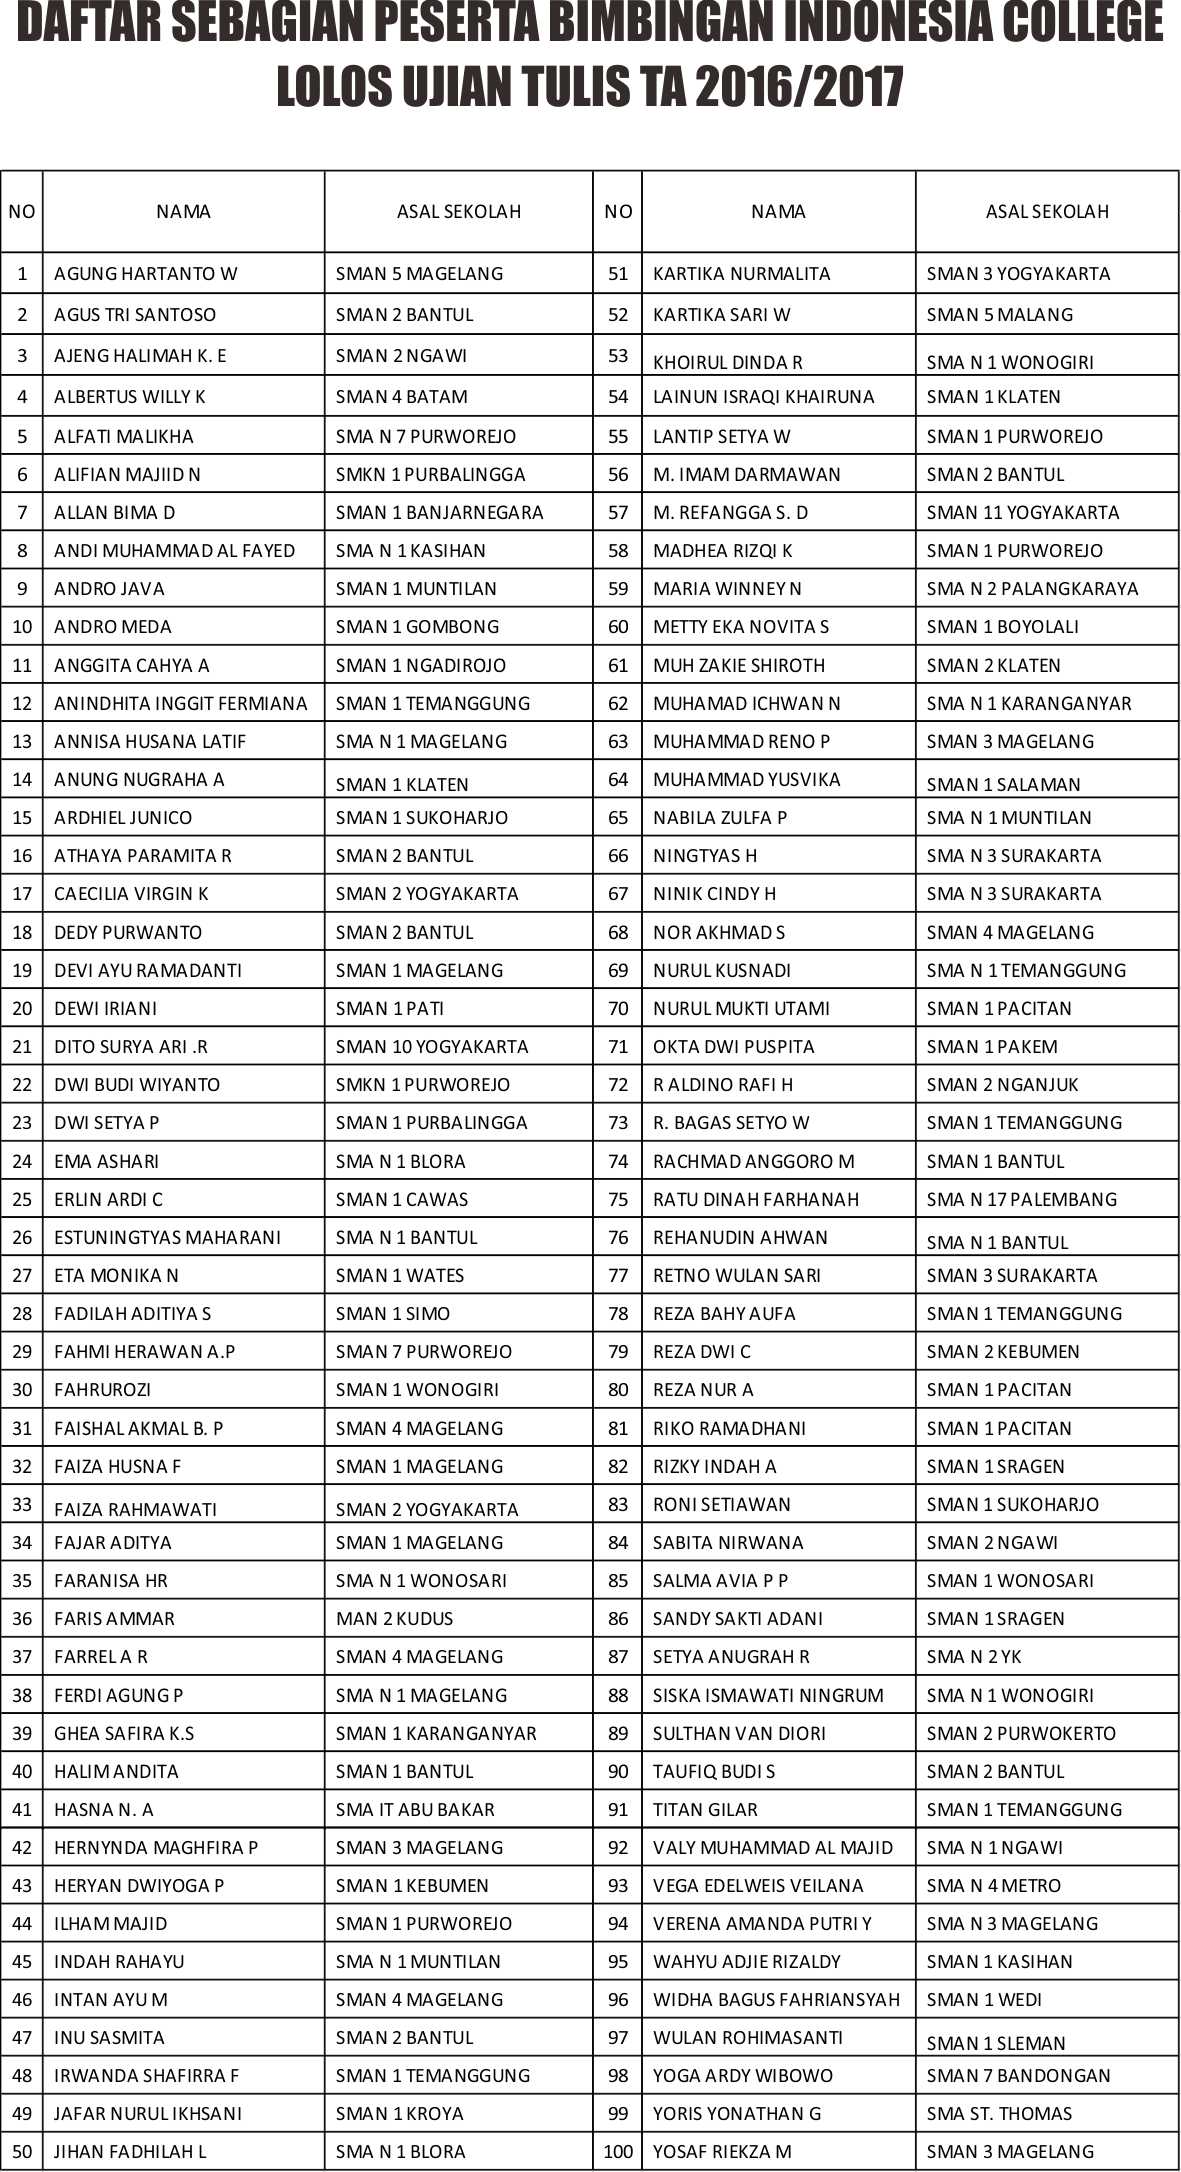 DAFTAR SEBAGIAN PESERTA BIMBINGAN INDONESIA COLLEGE
LOLOS UJIAN TULIS TA 2016/2017
NO NAMA ASAL SEKOLAH NO NAMA ASAL SEKOLAH
1 AGUNG HARTANTO W SMAN 5 MAGELANG 51 KARTIKA NURMALITA SMAN 3 YOGYAKARTA
2 AGUS TRI SANTOSO SMAN 2 BANTUL 52 KARTIKA SARI W SMAN 5 MALANG
3 AJENG HALIMAH K. E SMAN 2 NGAWI 53 KHOIRUL DINDA R SMA N 1 WONOGIRI
4 ALBERTUS WILLY K SMAN 4 BATAM 54 LAINUN ISRAQI KHAIRUNA SMAN 1 KLATEN
5 ALFATI MALIKHA SMA N 7 PURWOREJO 55 LANTIP SETYA W SMAN 1 PURWOREJO
6 ALIFIAN MAJIID N SMKN 1 PURBALINGGA 56 M. IMAM DARMAWAN SMAN 2 BANTUL
7 ALLAN BIMA D SMAN 1 BANJARNEGARA 57 M. REFANGGA S. D SMAN 11 YOGYAKARTA
8 ANDI MUHAMMAD AL FAYED SMA N 1 KASIHAN 58 MADHEA RIZQI K SMAN 1 PURWOREJO
9 ANDRO JAVA SMAN 1 MUNTILAN 59 MARIA WINNEY N SMA N 2 PALANGKARAYA
10 ANDRO MEDA SMAN 1 GOMBONG 60 METTY EKA NOVITA S SMAN 1 BOYOLALI
11 ANGGITA CAHYA A SMAN 1 NGADIROJO 61 MUH ZAKIE SHIROTH SMAN 2 KLATEN
12 ANINDHITA INGGIT FERMIANA SMAN 1 TEMANGGUNG 62 MUHAMAD ICHWAN N SMA N 1 KARANGANYAR
13 ANNISA HUSANA LATIF SMA N 1 MAGELANG 63 MUHAMMAD RENO P SMAN 3 MAGELANG
14 ANUNG NUGRAHA A SMAN 1 KLATEN 64 MUHAMMAD YUSVIKA SMAN 1 SALAMAN
15 ARDHIEL JUNICO SMAN 1 SUKOHARJO 65 NABILA ZULFA P SMA N 1 MUNTILAN
16 ATHAYA PARAMITA R SMAN 2 BANTUL 66 NINGTYAS H SMA N 3 SURAKARTA
17 CAECILIA VIRGIN K SMAN 2 YOGYAKARTA 67 NINIK CINDY H SMA N 3 SURAKARTA
18 DEDY PURWANTO SMAN 2 BANTUL 68 NOR AKHMAD S SMAN 4 MAGELANG
19 DEVI AYU RAMADANTI SMAN 1 MAGELANG 69 NURUL KUSNADI SMA N 1 TEMANGGUNG
20 DEWI IRIANI SMAN 1 PATI 70 NURUL MUKTI UTAMI SMAN 1 PACITAN
21 DITO SURYA ARI .R SMAN 10 YOGYAKARTA 71 OKTA DWI PUSPITA SMAN 1 PAKEM
22 DWI BUDI WIYANTO SMKN 1 PURWOREJO 72 R ALDINO RAFI H SMAN 2 NGANJUK
23 DWI SETYA P SMAN 1 PURBALINGGA 73 R. BAGAS SETYO W SMAN 1 TEMANGGUNG
24 EMA ASHARI SMA N 1 BLORA 74 RACHMAD ANGGORO M SMAN 1 BANTUL
25 ERLIN ARDI C SMAN 1 CAWAS 75 RATU DINAH FARHANAH SMA N 17 PALEMBANG
26 ESTUNINGTYAS MAHARANI SMA N 1 BANTUL 76 REHANUDIN AHWAN SMA N 1 BANTUL
27 ETA MONIKA N SMAN 1 WATES 77 RETNO WULAN SARI SMAN 3 SURAKARTA
28 FADILAH ADITIYA S SMAN 1 SIMO 78 REZA BAHY AUFA SMAN 1 TEMANGGUNG
29 FAHMI HERAWAN A.P SMAN 7 PURWOREJO 79 REZA DWI C SMAN 2 KEBUMEN
30 FAHRUROZI SMAN 1 WONOGIRI 80 REZA NUR A SMAN 1 PACITAN
31 FAISHAL AKMAL B. P SMAN 4 MAGELANG 81 RIKO RAMADHANI SMAN 1 PACITAN
32 FAIZA HUSNA F SMAN 1 MAGELANG 82 RIZKY INDAH A SMAN 1 SRAGEN
33 FAIZA RAHMAWATI SMAN 2 YOGYAKARTA 83 RONI SETIAWAN SMAN 1 SUKOHARJO
34 FAJAR ADITYA SMAN 1 MAGELANG 84 SABITA NIRWANA SMAN 2 NGAWI
35 FARANISA HR SMA N 1 WONOSARI 85 SALMA AVIA P P SMAN 1 WONOSARI
36 FARIS AMMAR MAN 2 KUDUS 86 SANDY SAKTI ADANI SMAN 1 SRAGEN
37 FARREL A R SMAN 4 MAGELANG 87 SETYA ANUGRAH R SMA N 2 YK
38 FERDI AGUNG P SMA N 1 MAGELANG 88 SISKA ISMAWATI NINGRUM SMA N 1 WONOGIRI
39 GHEA SAFIRA K.S SMAN 1 KARANGANYAR 89 SULTHAN VAN DIORI SMAN 2 PURWOKERTO
40 HALIM ANDITA SMAN 1 BANTUL 90 TAUFIQ BUDI S SMAN 2 BANTUL
41 HASNA N. A SMA IT ABU BAKAR 91 TITAN GILAR SMAN 1 TEMANGGUNG
42 HERNYNDA MAGHFIRA P SMAN 3 MAGELANG 92 VALY MUHAMMAD AL MAJID SMA N 1 NGAWI
43 HERYAN DWIYOGA P SMAN 1 KEBUMEN 93 VEGA EDELWEIS VEILANA SMA N 4 METRO
44 ILHAM MAJID SMAN 1 PURWOREJO 94 VERENA AMANDA PUTRI Y SMA N 3 MAGELANG
45 INDAH RAHAYU SMA N 1 MUNTILAN 95 WAHYU ADJIE RIZALDY SMAN 1 KASIHAN
46 INTAN AYU M SMAN 4 MAGELANG 96 WIDHA BAGUS FAHRIANSYAH SMAN 1 WEDI
47 INU SASMITA SMAN 2 BANTUL 97 WULAN ROHIMASANTI SMAN 1 SLEMAN
48 IRWANDA SHAFIRRA F SMAN 1 TEMANGGUNG 98 YOGA ARDY WIBOWO SMAN 7 BANDONGAN
49 JAFAR NURUL IKHSANI SMAN 1 KROYA 99 YORIS YONATHAN G SMA ST. THOMAS
50 JIHAN FADHILAH L SMA N 1 BLORA 100 YOSAF RIEKZA M SMAN 3 MAGELANG